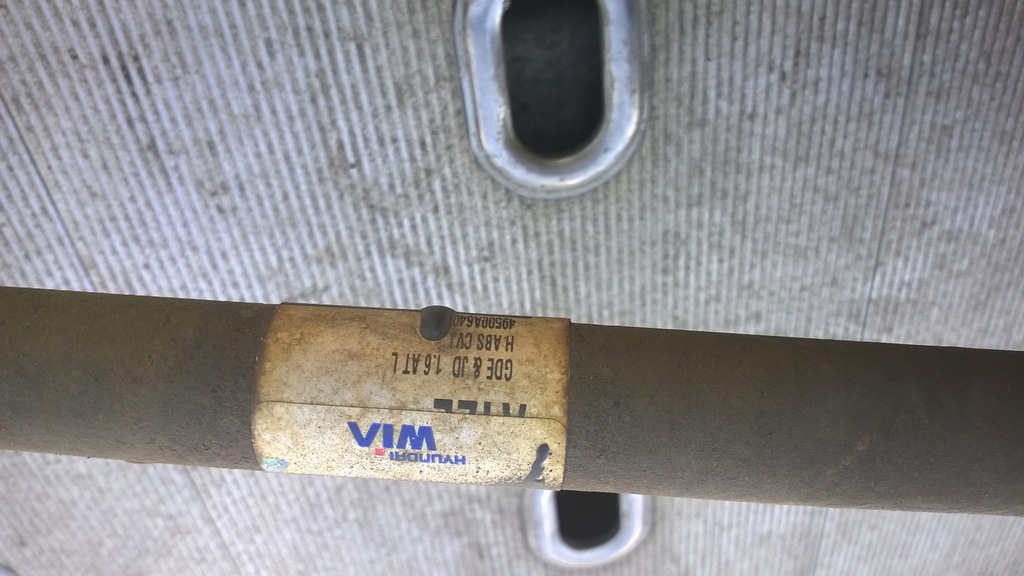 HYUNDAI
WIA
GDE & JD 1.6 AT L
H ABS CVJ
49500A640